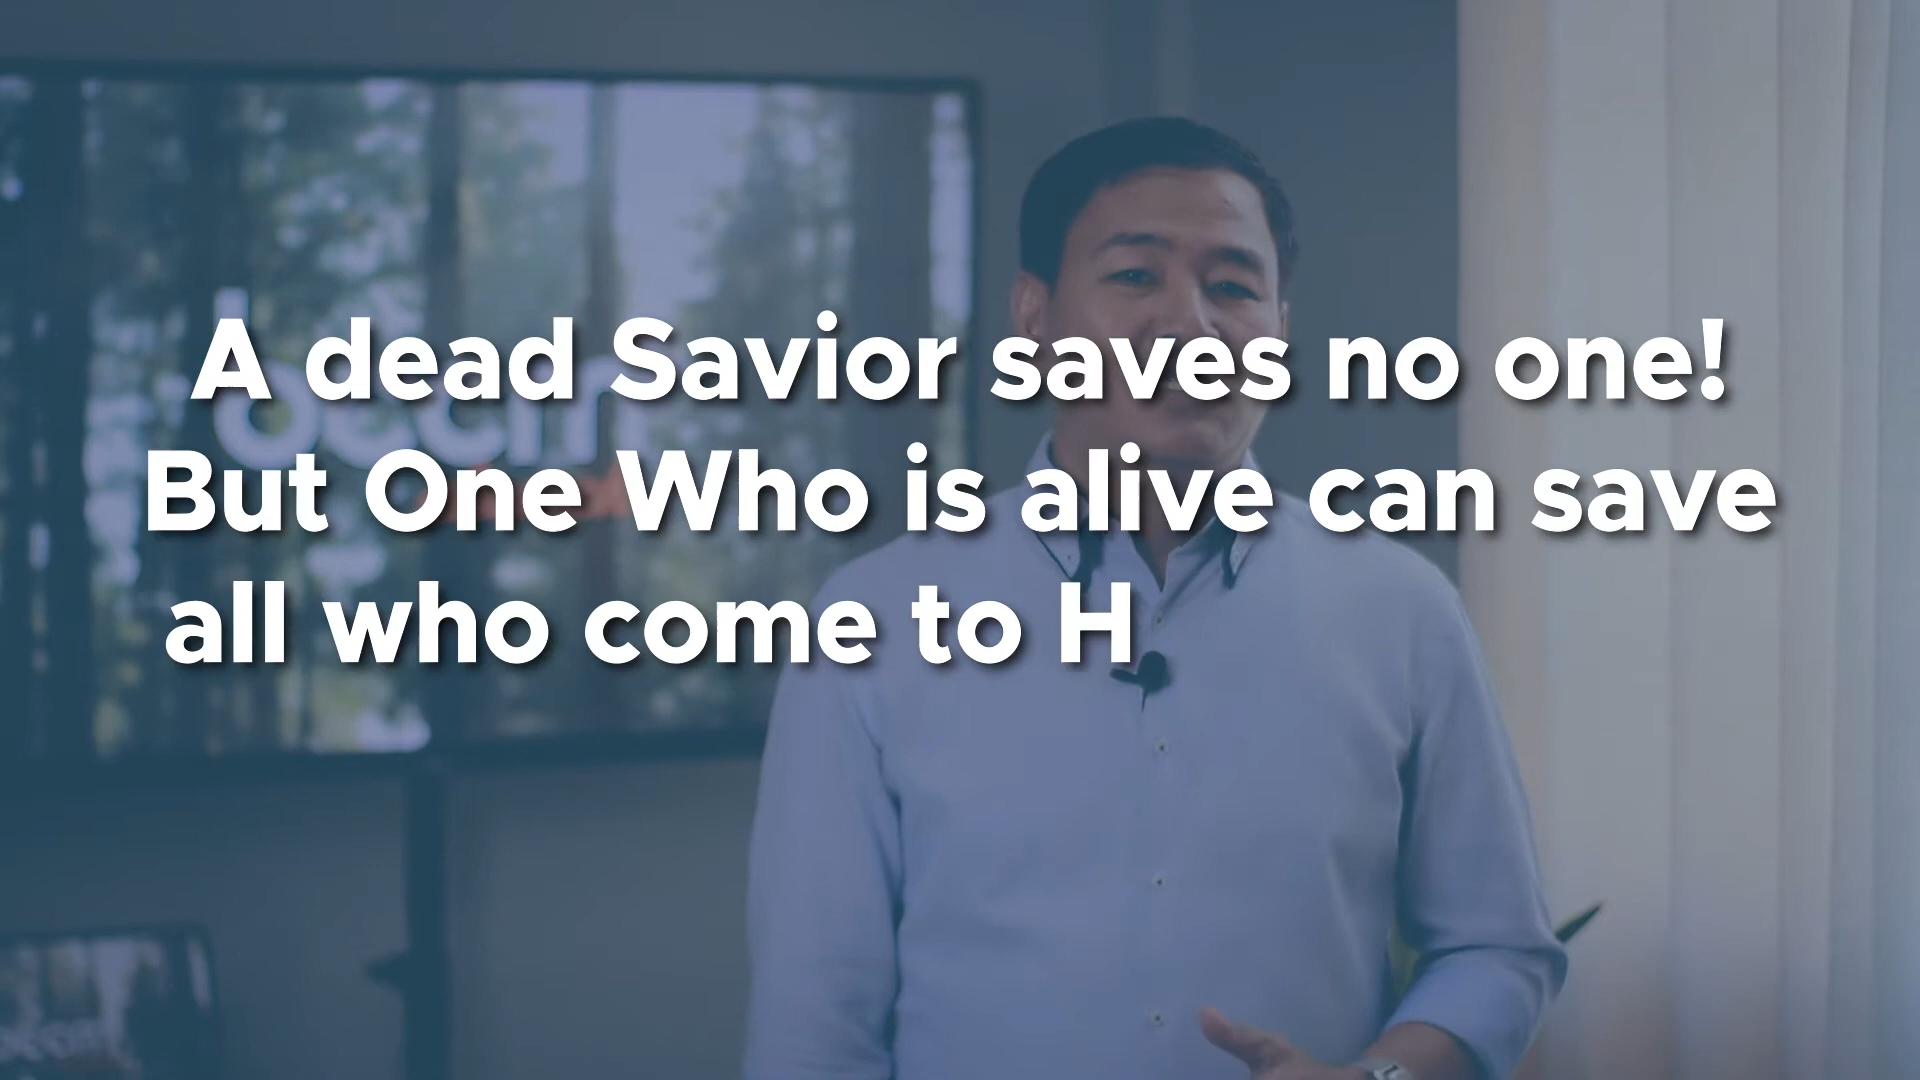 A dead Savior saves no one!
But One Who is alive can save
all who come to H